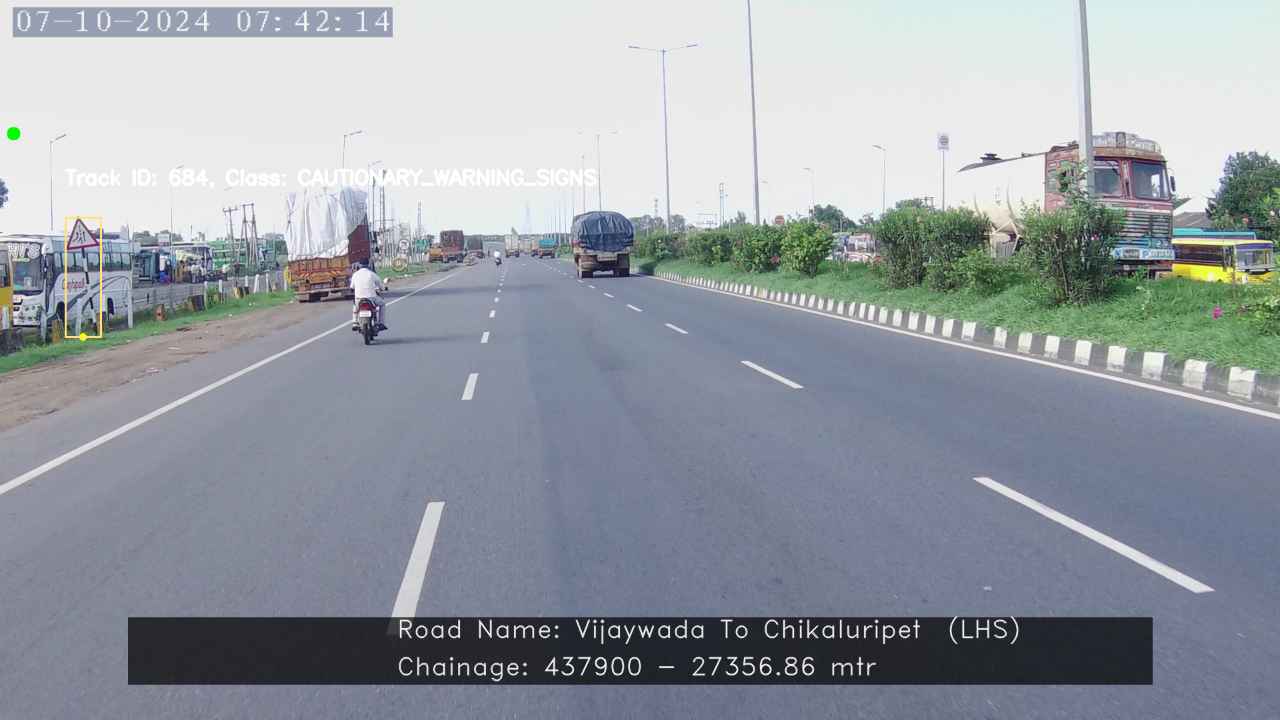 07-10-2024 07:42:14
Track ID: 684, Class: CAUTIONARY_WARNING_SIGNS
Road Name: Vijaywada To Chikaluripet (LHS)
Chainage: 437900 - 27356.86 mtr